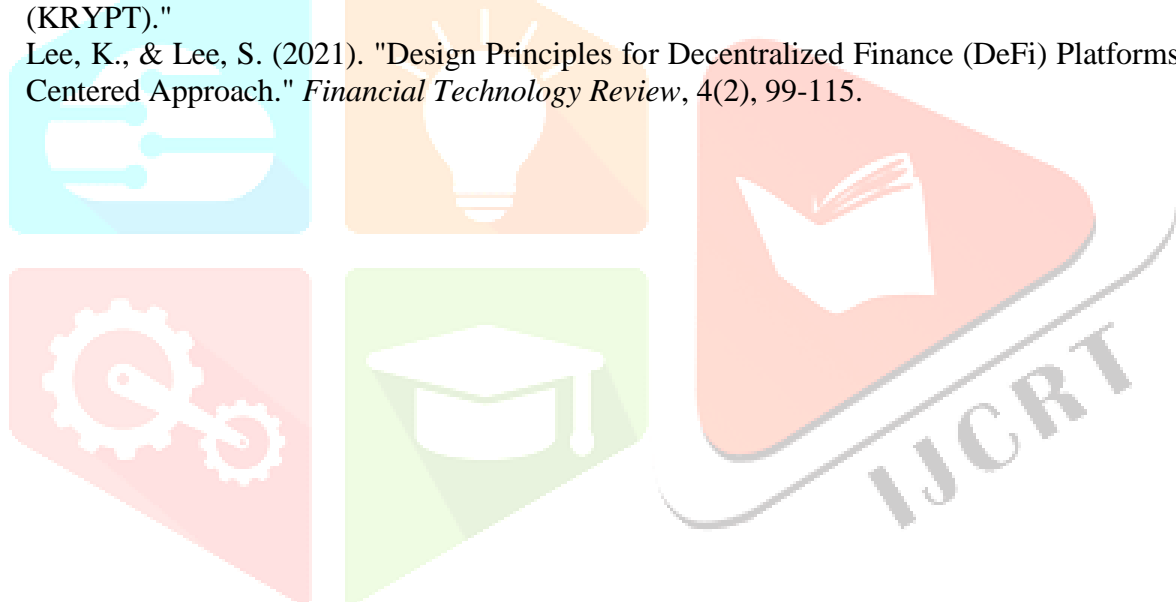 (KRYPT)."
Lee, K., & Lee, S. (2021). "Design Principles for Decentralized Finance (DeFi) Platforms
Centered Approach." Financial Technology Review, 4(2), 99-115.
IJCRT